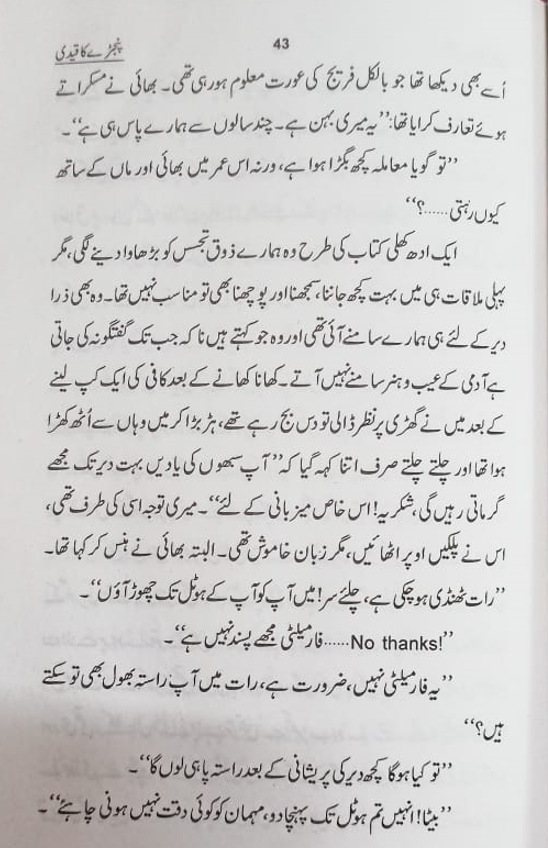 43
پنجڑے کا قیدی
اُسے بھی دیکھا تھا جو بالکل فریج کی عورت معلوم ہو رہی تھی۔ بھائی نے مسکراتے
ہوئے تعارف کرایا تھا: ’’یہ میری بہن ہے۔ چند سالوں سے ہمارے پاس ہی ہے‘‘۔
’’تو گویا معاملہ کچھ بگڑا ہوا ہے، ورنہ اس عمر میں بھائی اور ماں کے ساتھ
کیوں رہتی......؟‘‘
ایک ادھ کھلی کتاب کی طرح وہ ہمارے ذوق تجسس کو بڑھاوا دینے لگی، مگر
پہلی ملاقات ہی میں بہت کچھ جاننا، سمجھنا اور پوچھنا بھی تو مناسب نہیں تھا۔ وہ بھی ذرا
دیر کے لئے ہی ہمارے سامنے آئی تھی اور وہ جو کہتے ہیں نا کہ جب تک گفتگو نہ کی جاتی
ہے آدمی کے عیب و ہنر سامنے نہیں آتے۔ کھانا کھانے کے بعد کافی کی ایک کپ لینے
کے بعد میں نے گھڑی پر نظر ڈالی تو دس بج رہے تھے، ہڑبڑا کر میں وہاں سے اُٹھ کھڑا
ہوا تھا اور چلتے چلتے صرف اتنا کہہ گیا کہ ’’آپ سبھوں کی یادیں بہت دیر تک مجھے
گرماتی رہیں گی، شکریہ! اس خاص میزبانی کے لئے‘‘۔ میری توجہ اسی کی طرف تھی،
اس نے پلکیں اوپر اٹھائیں، مگر زبان خاموش تھی۔ البتہ بھائی نے ہنس کر کہا تھا۔
’’رات ٹھنڈی ہو چکی ہے، چلئے سر! میں آپ کو آپ کے ہوٹل تک چھوڑ آؤں‘‘۔
’’No thanks!......فارمیلٹی مجھے پسند نہیں ہے‘‘۔
’’یہ فارمیلٹی نہیں، ضرورت ہے، رات میں آپ راستہ بھول بھی تو سکتے
ہیں؟‘‘
’’تو کیا ہوگا کچھ دیر کی پریشانی کے بعد راستہ پا ہی لوں گا‘‘۔
’’بیٹا! انہیں تم ہوٹل تک پہنچا دو، مہمان کو کوئی دقت نہیں ہونی چاہئے‘‘۔